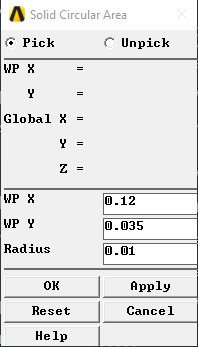 Solid Circular Area
Pick Unpick
WP X =
Y =
Global X =
Y =
Z =
WP X 0.12
WP Y 0.035
Radius 0.01
OK Apply
Reset Cancel
Help